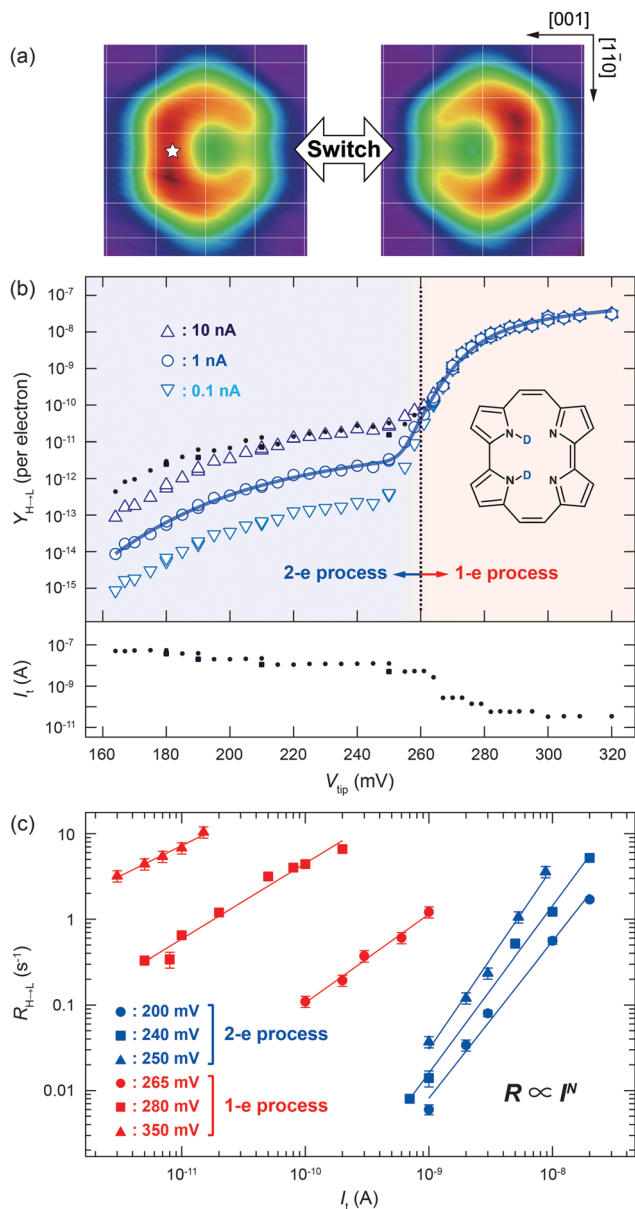 (a)
[001]
[11̄0]
Switch
(b)
10⁻⁷
10⁻⁸
10⁻⁹
10⁻¹⁰
10⁻¹¹
10⁻¹²
10⁻¹³
10⁻¹⁴
10⁻¹⁵
Y_H→L (per electron)
: 10 nA
: 1 nA
: 0.1 nA
N D N
N D N
2-e process
1-e process
10⁻⁷
10⁻⁹
10⁻¹¹
I_t (A)
160 180 200 220 240 260 280 300 320
V_tip (mV)
(c)
10
1
0.1
0.01
R_H→L (s⁻¹)
: 200 mV
: 240 mV
: 250 mV
2-e process
: 265 mV
: 280 mV
: 350 mV
1-e process
R ∝ I^N
10⁻¹¹ 10⁻¹⁰ 10⁻⁹ 10⁻⁸
I_t (A)